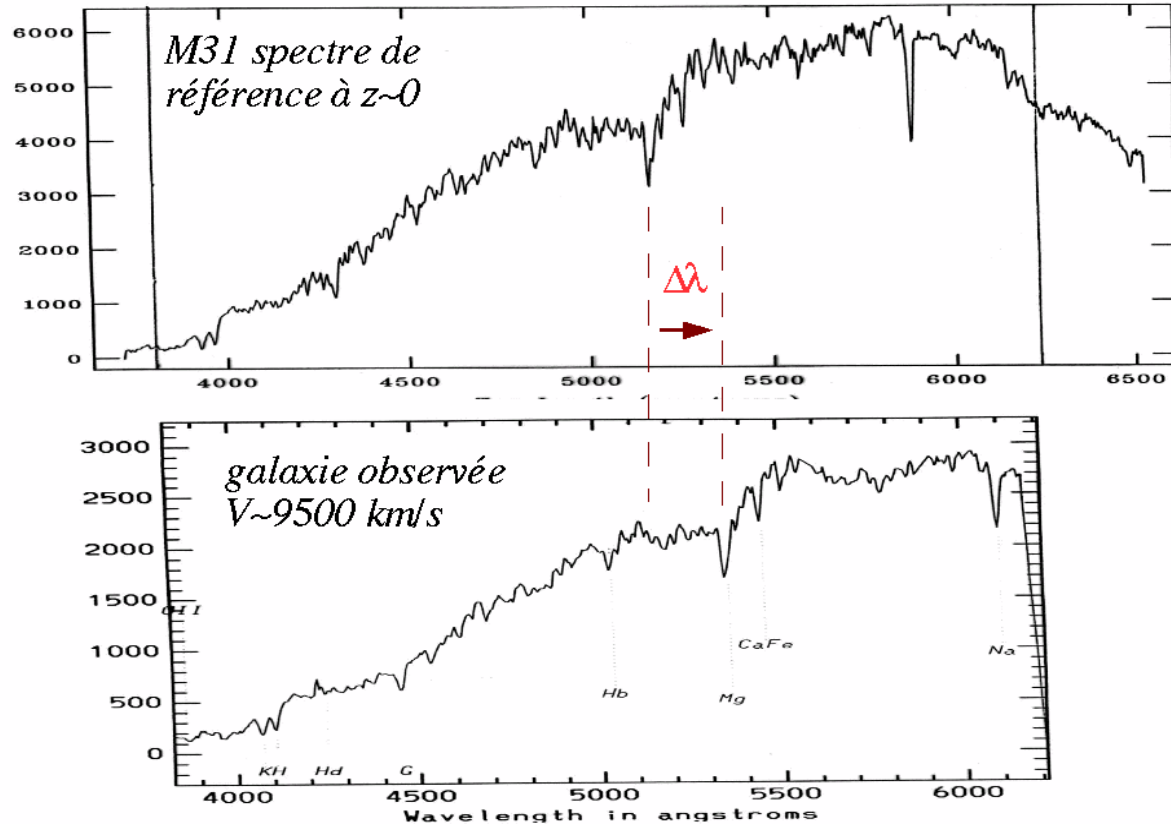 M31 spectre de
référence à z~0
6000
5000
4000
3000
2000
1000
0
Δλ
4000 4500 5000 5500 6000 6500
galaxie observée
V~9500 km/s
3000
2500
2000
1500
1000
500
0
CaFe
Na
Hb
Mg
KH Hd G
4000 4500 5000 5500 6000
Wavelength in angstroms